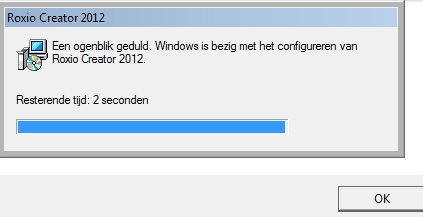 Roxio Creator 2012
Een ogenblik geduld. Windows is bezig met het configureren van
Roxio Creator 2012.
Resterende tijd: 2 seconden
OK